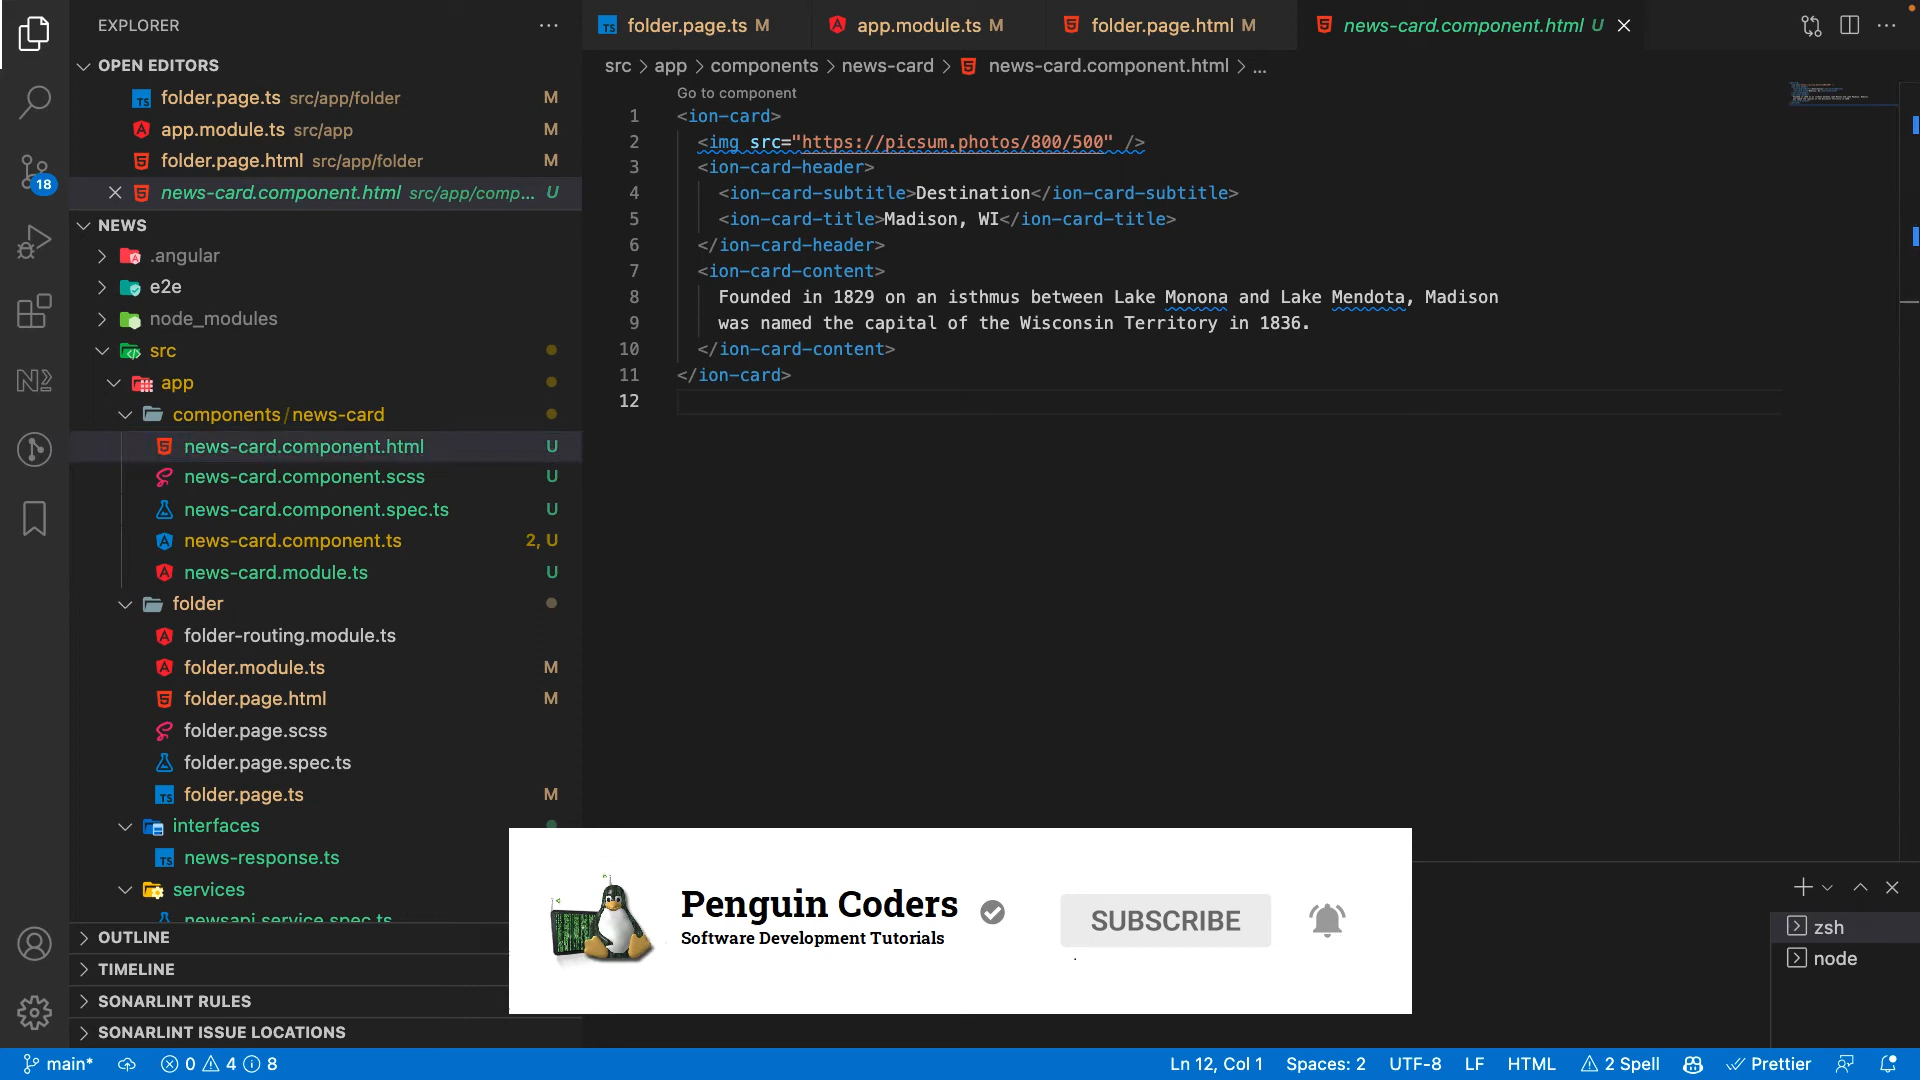 EXPLORER
OPEN EDITORS
folder.page.ts src/app/folder M
app.module.ts src/app M
folder.page.html src/app/folder M
news-card.component.html src/app/comp... U
18
NEWS
.angular
e2e
node_modules
src
app
components/news-card
news-card.component.html U
news-card.component.scss U
news-card.component.spec.ts U
news-card.component.ts 2, U
news-card.module.ts U
folder
folder-routing.module.ts
folder.module.ts M
folder.page.html M
folder.page.scss
folder.page.spec.ts
folder.page.ts M
interfaces
news-response.ts
services
newsapi.service.spec.ts
OUTLINE
TIMELINE
SONARLINT RULES
SONARLINT ISSUE LOCATIONS
folder.page.ts M app.module.ts M folder.page.html M news-card.component.html U
src > app > components > news-card > news-card.component.html > ...
Go to component
1 <ion-card>
2 <img src="https://picsum.photos/800/500" />
3 <ion-card-header>
4 <ion-card-subtitle>Destination</ion-card-subtitle>
5 <ion-card-title>Madison, WI</ion-card-title>
6 </ion-card-header>
7 <ion-card-content>
8 Founded in 1829 on an isthmus between Lake Monona and Lake Mendota, Madison
9 was named the capital of the Wisconsin Territory in 1836.
10 </ion-card-content>
11 </ion-card>
12
Penguin Coders
Software Development Tutorials
SUBSCRIBE
zsh
node
main* 0 4 8 Ln 12, Col 1 Spaces: 2 UTF-8 LF HTML 2 Spell Prettier